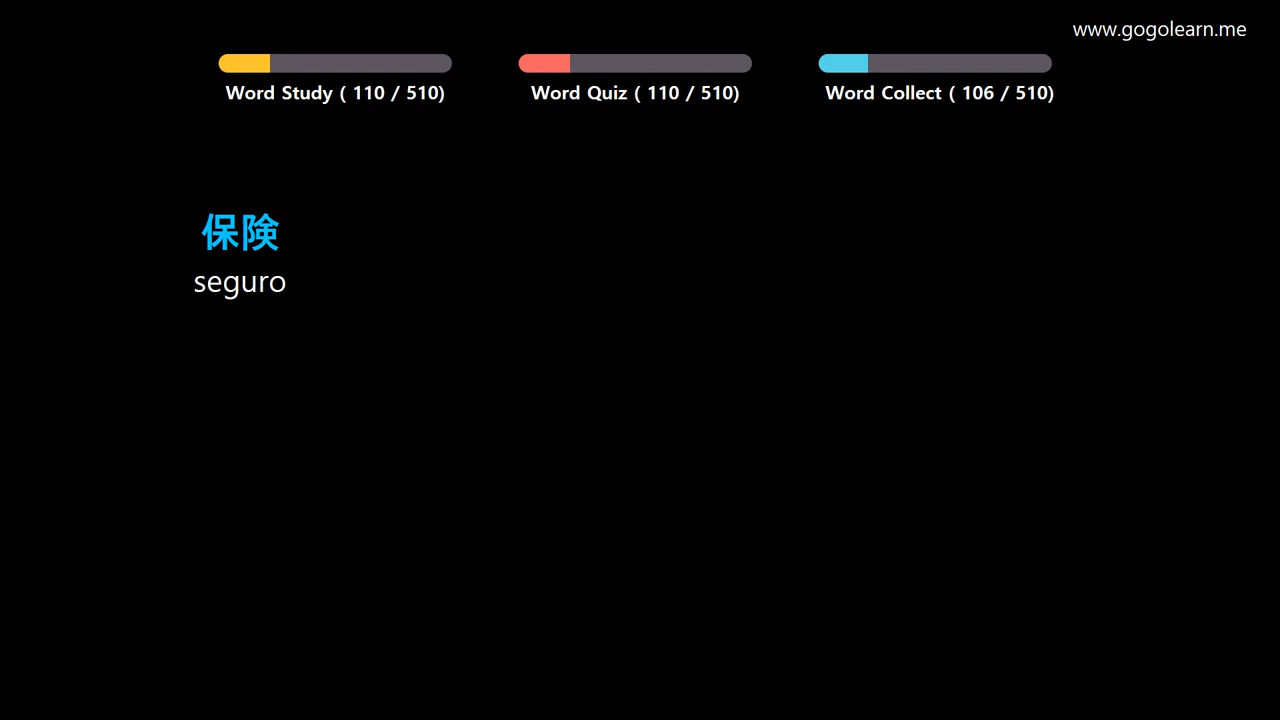 www.gogolearn.me
Word Study ( 110 / 510)
Word Quiz ( 110 / 510)
Word Collect ( 106 / 510)
保険
seguro